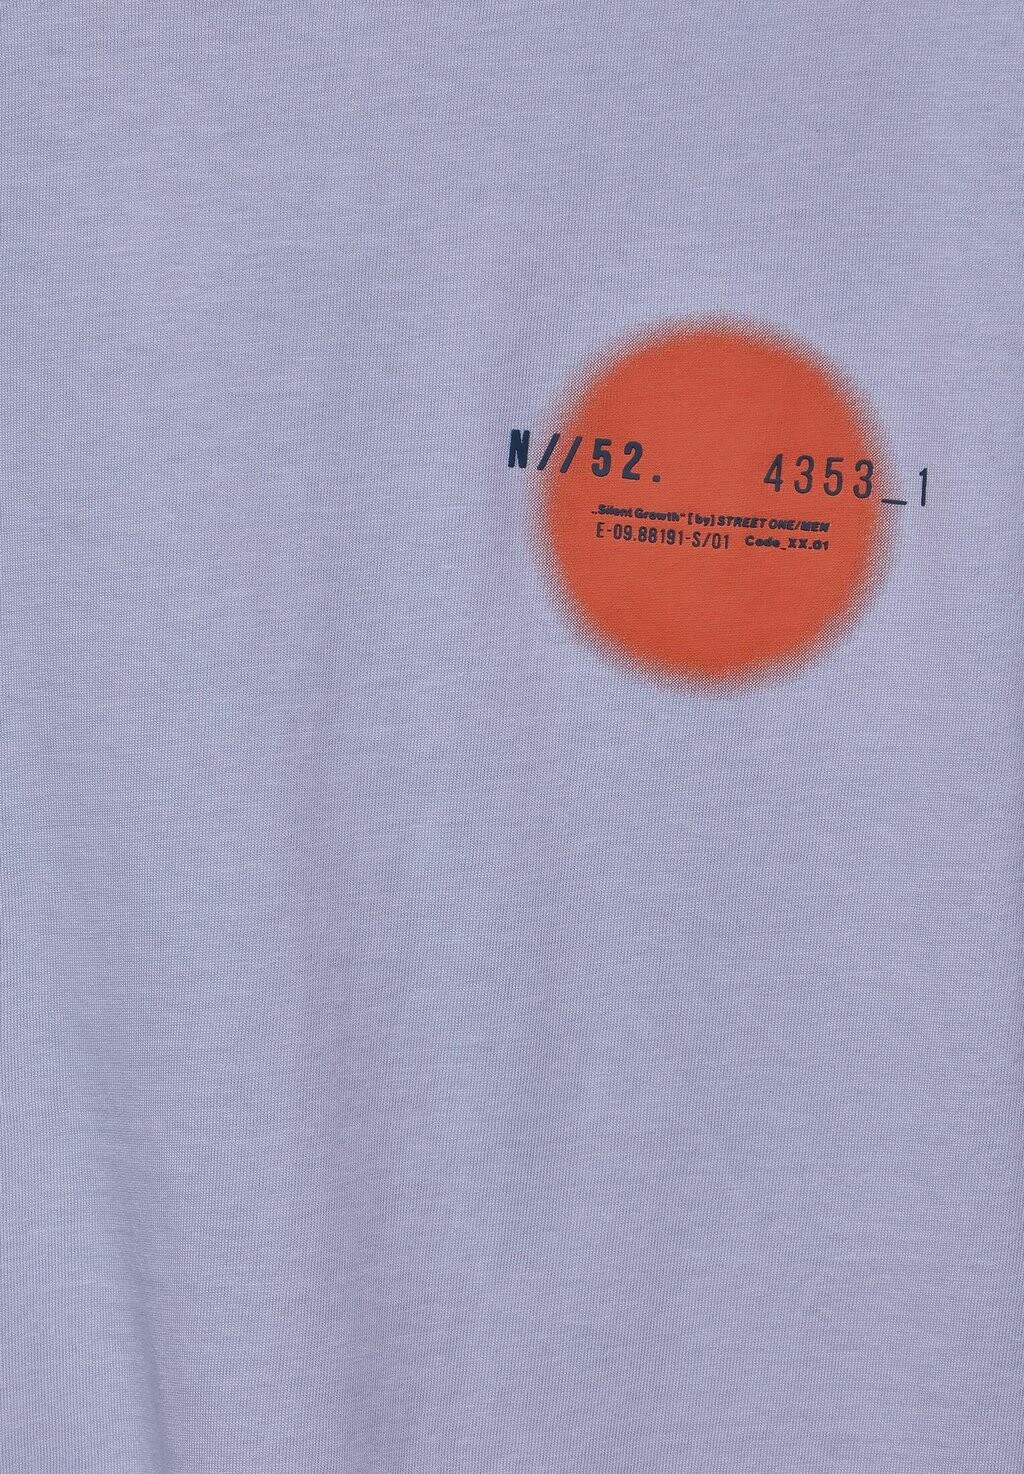 N//52. 4353_1
„Silent Growth“ [by] STREET ONE/MEN
E-09.88191-S/01 Code_XX.01